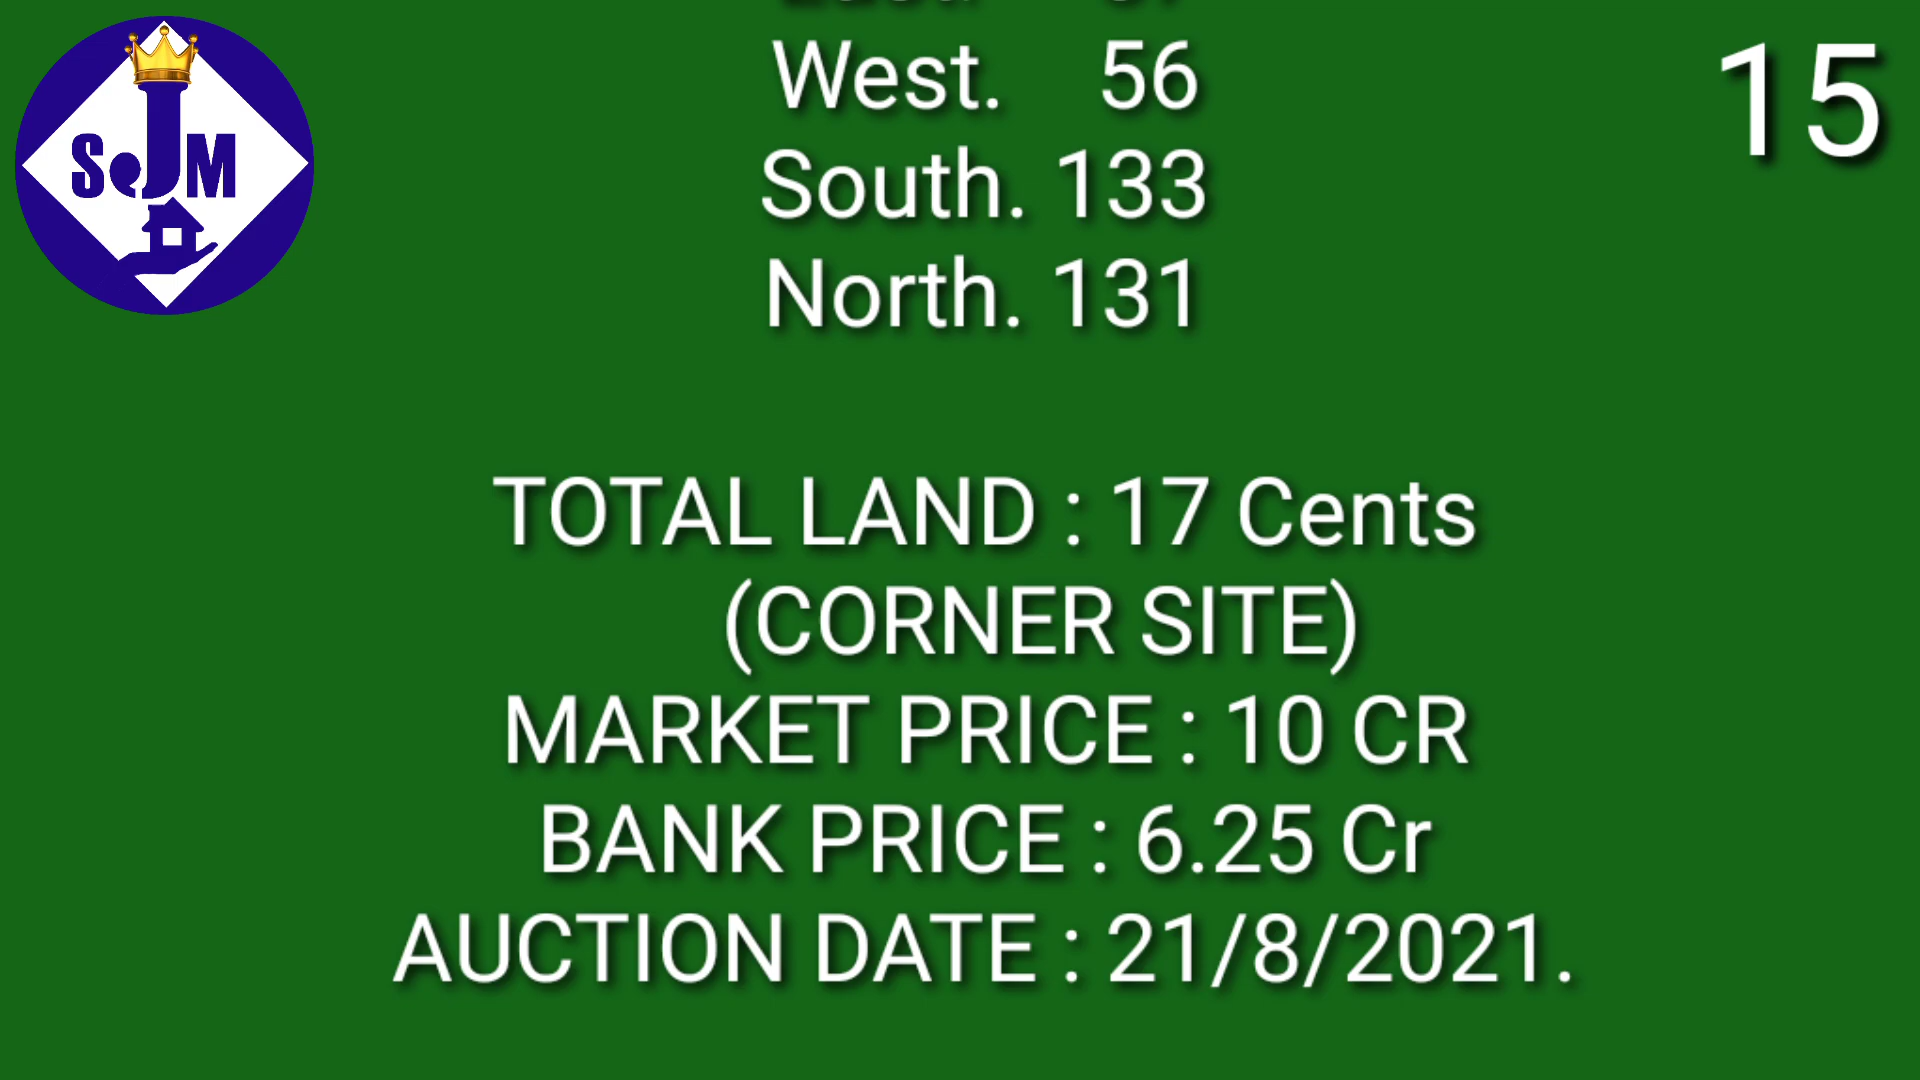 SeJM
West. 56
South. 133
North. 131
15
TOTAL LAND : 17 Cents
(CORNER SITE)
MARKET PRICE : 10 CR
BANK PRICE : 6.25 Cr
AUCTION DATE : 21/8/2021.